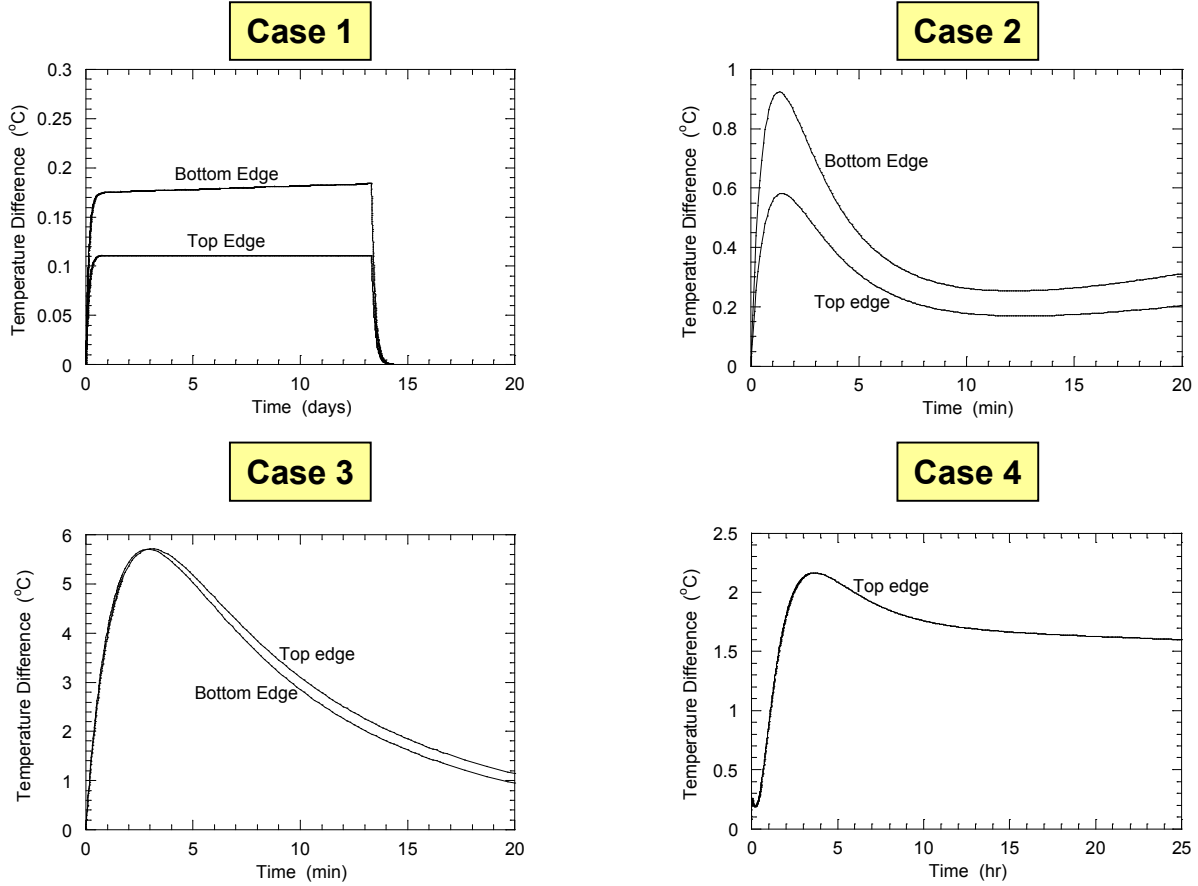 Case 1
Temperature Difference (°C)
0.3
0.25
0.2
0.15
0.1
0.05
0
Bottom Edge
Top Edge
0 5 10 15 20
Time (days)
Case 2
Temperature Difference (°C)
1
0.8
0.6
0.4
0.2
0
Bottom Edge
Top edge
0 5 10 15 20
Time (min)
Case 3
Temperature Difference (°C)
6
5
4
3
2
1
0
Top edge
Bottom Edge
0 5 10 15 20
Time (min)
Case 4
Temperature Difference (°C)
2.5
2
1.5
1
0.5
0
Top edge
0 5 10 15 20 25
Time (hr)